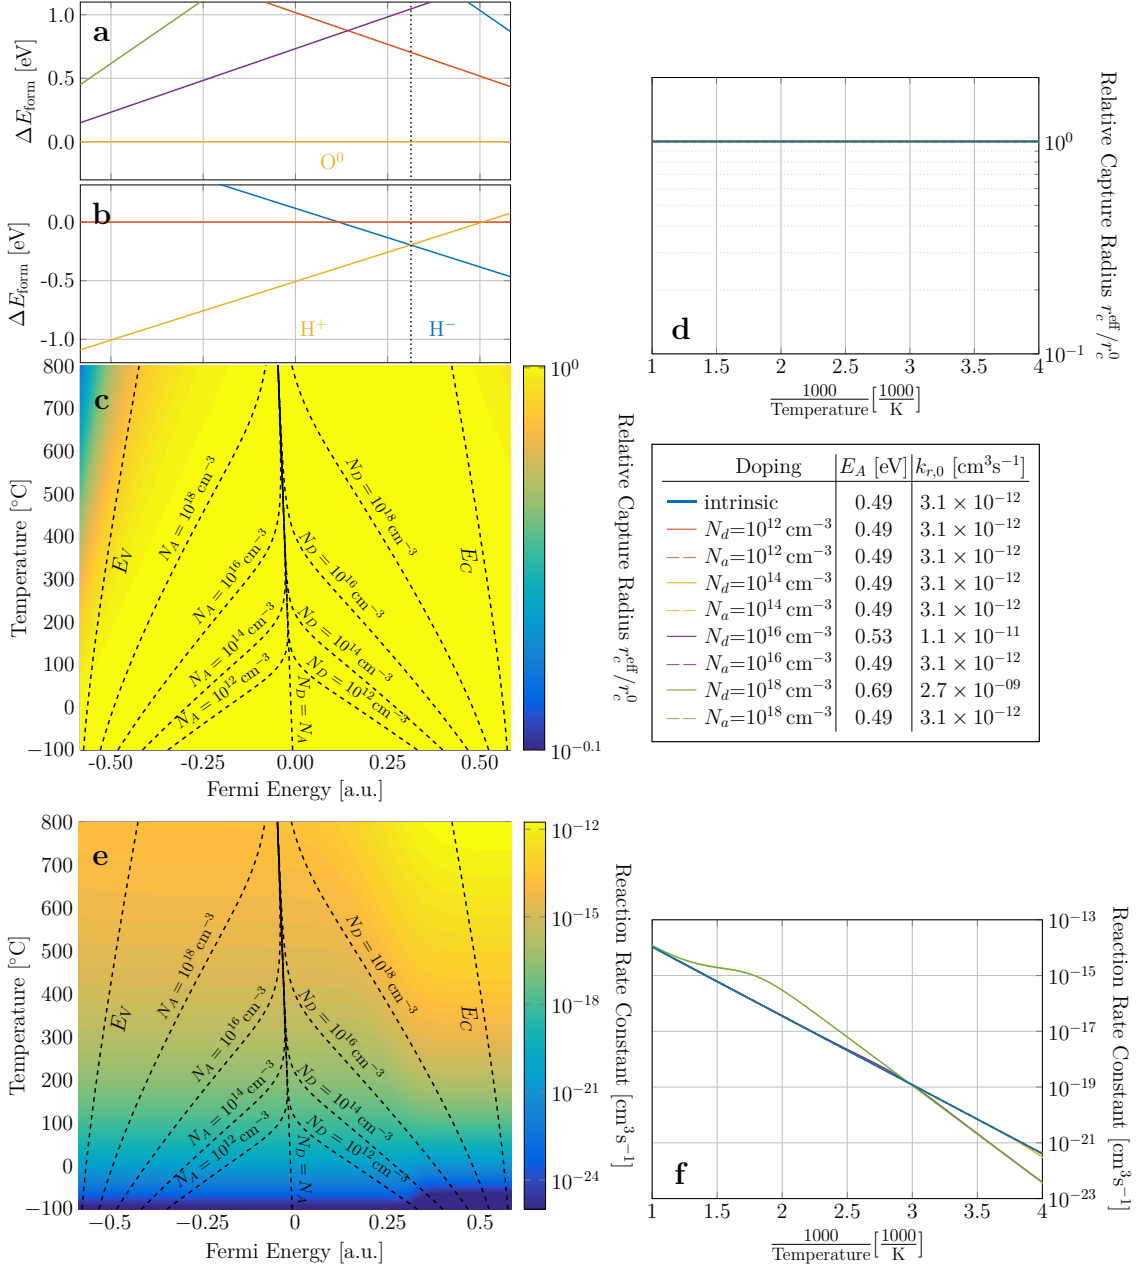 a
1.0
0.5
0.0
ΔE_form [eV]
O⁰
b
0.0
−0.5
-1.0
ΔE_form [eV]
H⁺
H⁻
c
800
700
600
500
400
300
200
100
0
−100
Temperature [°C]
-0.50
-0.25
0.00
0.25
0.50
Fermi Energy [a.u.]
E_V
N_A = 10¹⁸ cm⁻³
N_A = 10¹⁶ cm⁻³
N_A = 10¹⁴ cm⁻³
N_A = 10¹² cm⁻³
N_D = N_A
N_D = 10¹² cm⁻³
N_D = 10¹⁴ cm⁻³
N_D = 10¹⁶ cm⁻³
N_D = 10¹⁸ cm⁻³
E_C
10⁰
10⁻⁰·¹
Relative Capture Radius r_c^eff/r_c^0
d
10⁰
10⁻¹
Relative Capture Radius r_c^eff/r_c^0
1
1.5
2
2.5
3
3.5
4
1000/Temperature [1000/K]
Doping E_A [eV] k_r,0 [cm³s⁻¹]
intrinsic 0.49 3.1 × 10⁻¹²
N_d=10¹² cm⁻³ 0.49 3.1 × 10⁻¹²
N_a=10¹² cm⁻³ 0.49 3.1 × 10⁻¹²
N_d=10¹⁴ cm⁻³ 0.49 3.1 × 10⁻¹²
N_a=10¹⁴ cm⁻³ 0.49 3.1 × 10⁻¹²
N_d=10¹⁶ cm⁻³ 0.53 1.1 × 10⁻¹¹
N_a=10¹⁶ cm⁻³ 0.49 3.1 × 10⁻¹²
N_d=10¹⁸ cm⁻³ 0.69 2.7 × 10⁻⁰⁹
N_a=10¹⁸ cm⁻³ 0.49 3.1 × 10⁻¹²
e
800
700
600
500
400
300
200
100
0
−100
Temperature [°C]
−0.5
−0.25
0
0.25
0.5
Fermi Energy [a.u.]
E_V
N_A = 10¹⁸ cm⁻³
N_A = 10¹⁶ cm⁻³
N_A = 10¹⁴ cm⁻³
N_A = 10¹² cm⁻³
N_D = N_A
N_D = 10¹² cm⁻³
N_D = 10¹⁴ cm⁻³
N_D = 10¹⁶ cm⁻³
N_D = 10¹⁸ cm⁻³
E_C
10⁻¹²
10⁻¹⁵
10⁻¹⁸
10⁻²¹
10⁻²⁴
Reaction Rate Constant [cm³s⁻¹]
f
10⁻¹³
10⁻¹⁵
10⁻¹⁷
10⁻¹⁹
10⁻²¹
10⁻²³
Reaction Rate Constant [cm³s⁻¹]
1
1.5
2
2.5
3
3.5
4
1000/Temperature [1000/K]